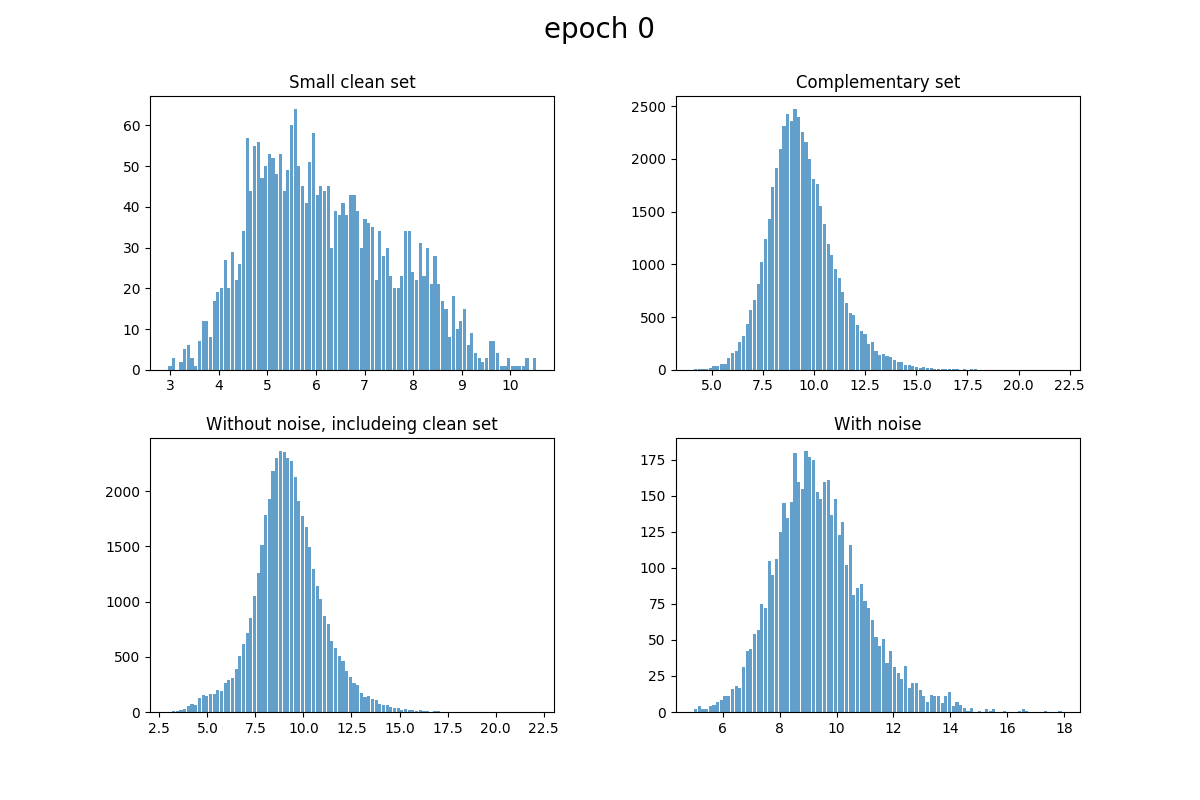 epoch 0
Small clean set
60
50
40
30
20
10
0
3 4 5 6 7 8 9 10
Complementary set
2500
2000
1500
1000
500
0
5.0 7.5 10.0 12.5 15.0 17.5 20.0 22.5
Without noise, includeing clean set
2000
1500
1000
500
0
2.5 5.0 7.5 10.0 12.5 15.0 17.5 20.0 22.5
With noise
175
150
125
100
75
50
25
0
6 8 10 12 14 16 18